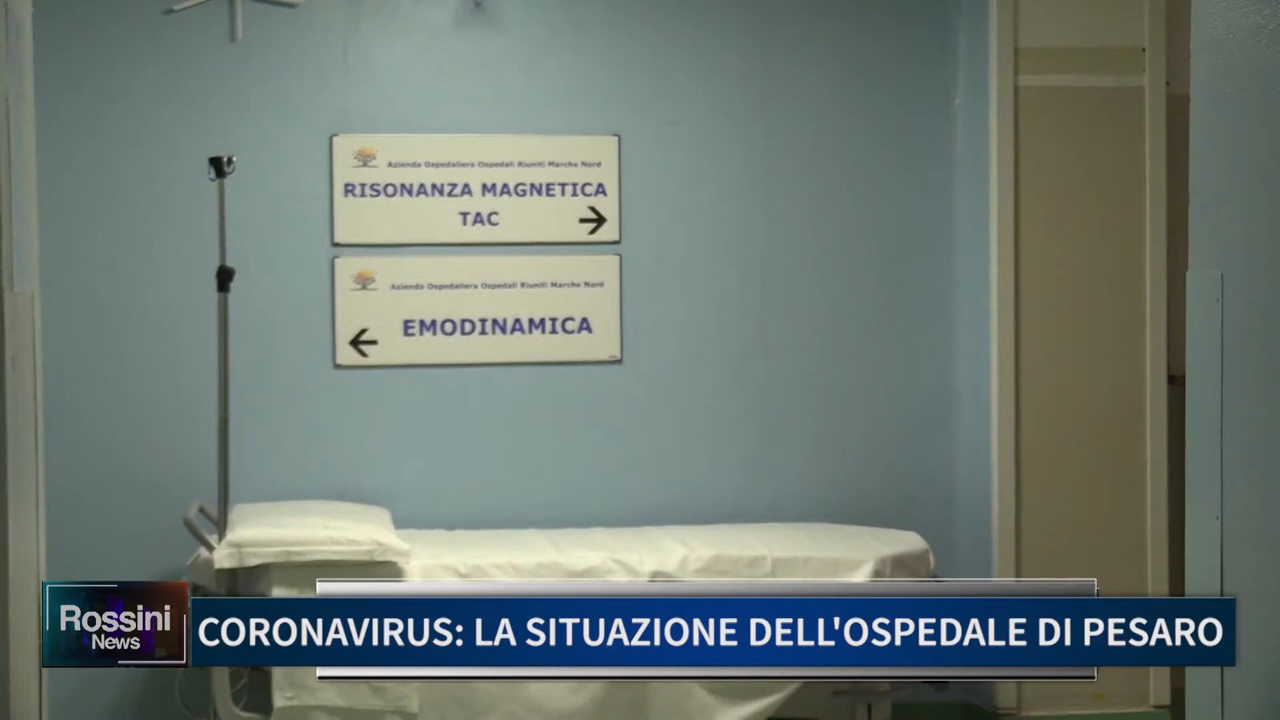 Azienda Ospedaliera Ospedali Riuniti Marche Nord
RISONANZA MAGNETICA
TAC
Azienda Ospedaliera Ospedali Riuniti Marche Nord
EMODINAMICA
Rossini
News
CORONAVIRUS: LA SITUAZIONE DELL'OSPEDALE DI PESARO